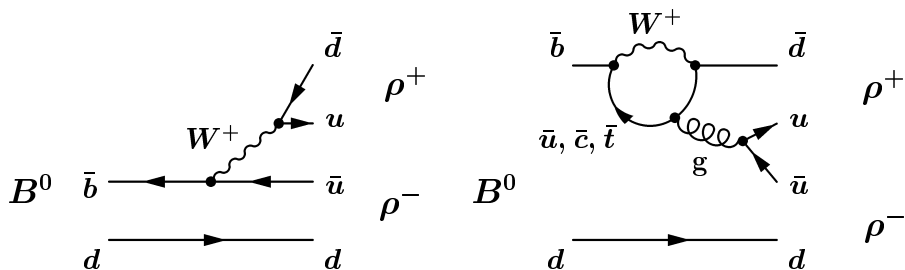 d̄
ρ⁺
u
W⁺
B⁰
b̄
ū
ρ⁻
d
d
W⁺
b̄
d̄
ρ⁺
u
ū, c̄, t̄
g
ū
B⁰
ρ⁻
d
d